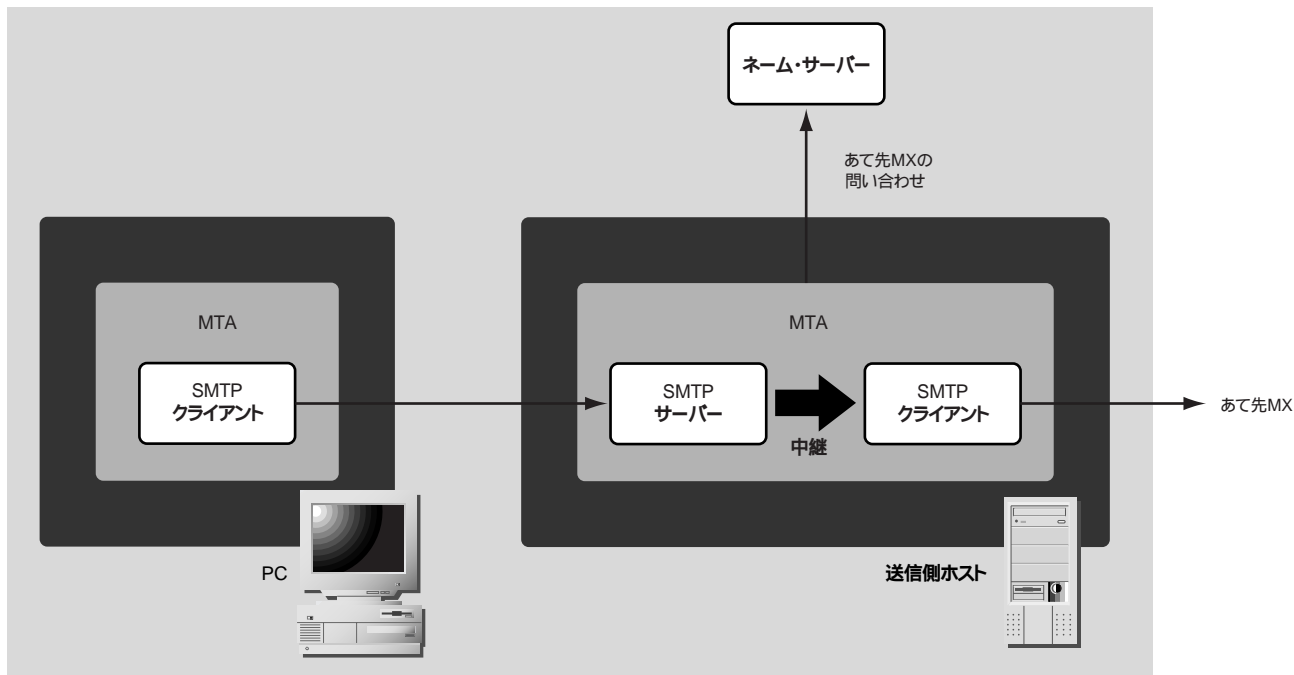 ネーム・サーバー
あて先MXの
問い合わせ
MTA
SMTP
クライアント
MTA
SMTP
サーバー
中継
SMTP
クライアント
あて先MX
PC
送信側ホスト